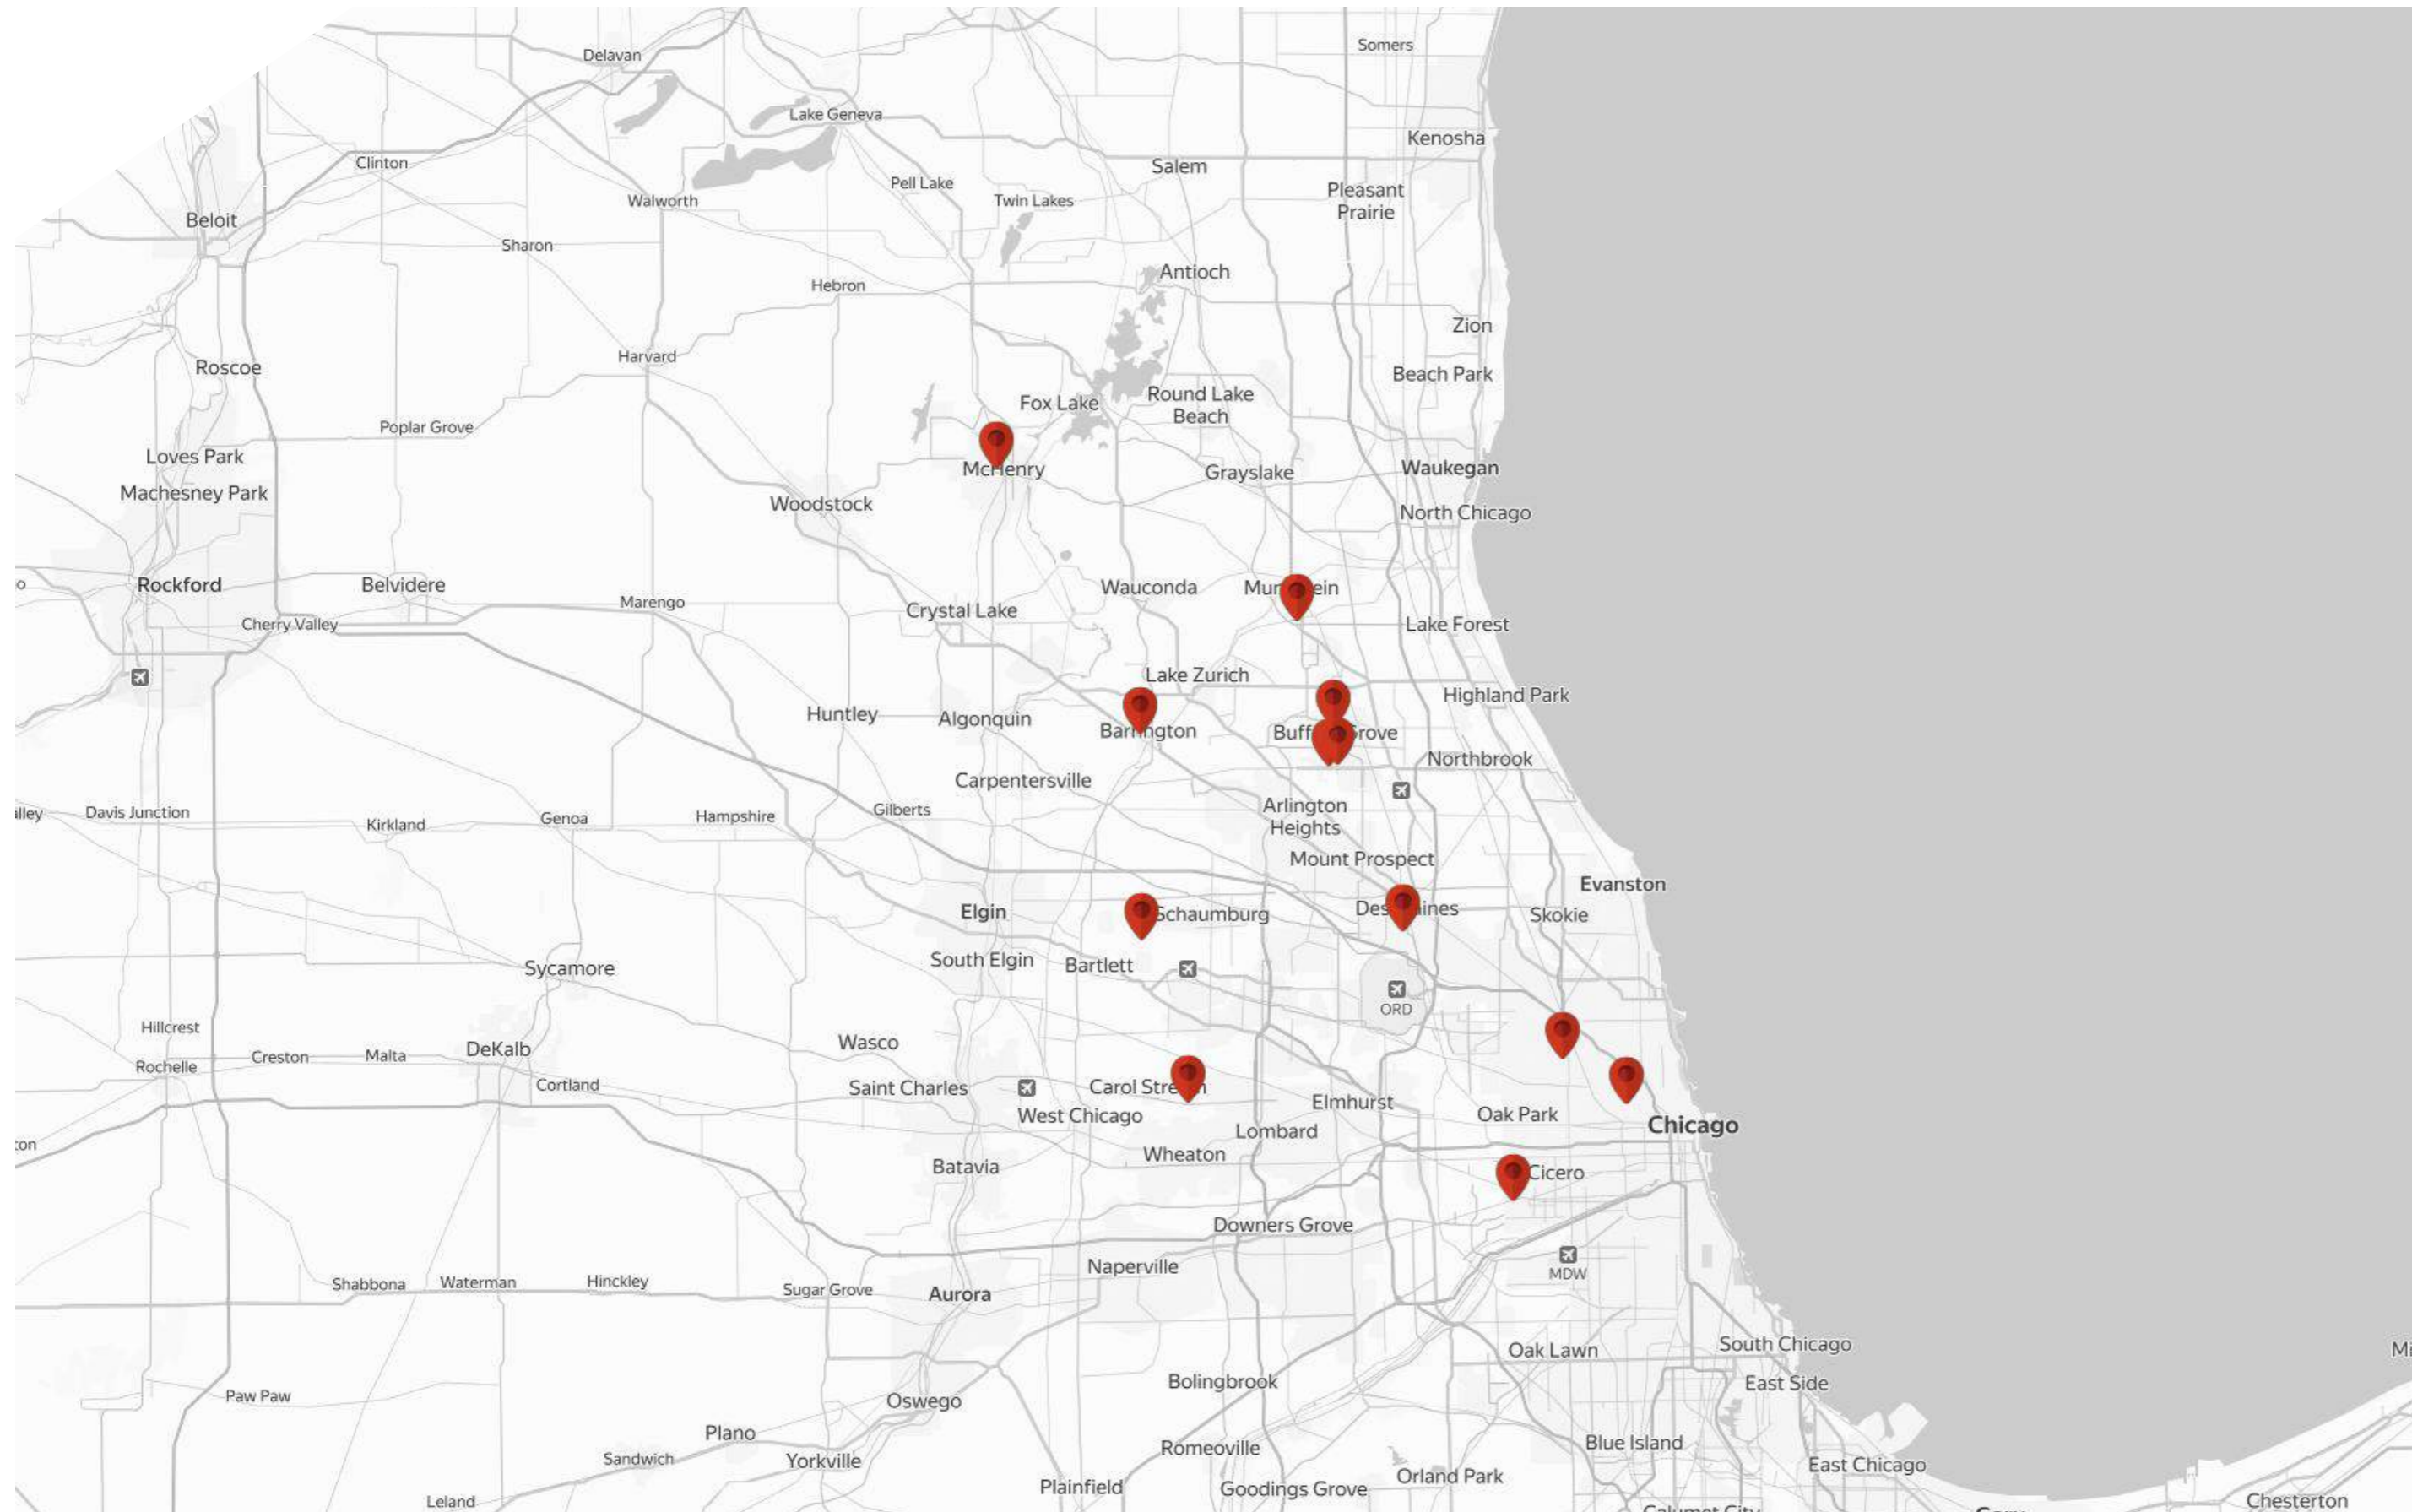 Delavan
Somers
Lake Geneva
Kenosha
Clinton
Salem
Pell Lake
Pleasant
Prairie
Walworth
Twin Lakes
Beloit
Sharon
Antioch
Hebron
Zion
Harvard
Roscoe
Beach Park
Round Lake
Beach
Fox Lake
Poplar Grove
Loves Park
McHenry
Grayslake
Waukegan
Machesney Park
Woodstock
North Chicago
Rockford
Belvidere
Wauconda
Marengo
Crystal Lake
Cherry Valley
Lake Forest
Lake Zurich
Highland Park
Huntley
Algonquin
Barrington
Northbrook
Carpentersville
Arlington
Heights
Gilberts
Davis Junction
Hampshire
Genoa
Kirkland
Mount Prospect
Evanston
Elgin
Schaumburg
Skokie
South Elgin
Bartlett
Sycamore
ORD
Hillcrest
Wasco
DeKalb
Creston
Malta
Rochelle
Cortland
Saint Charles
West Chicago
Elmhurst
Oak Park
Chicago
Lombard
Wheaton
Batavia
Cicero
Downers Grove
Naperville
MDW
Shabbona
Waterman
Hinckley
Sugar Grove
Aurora
South Chicago
Oak Lawn
Bolingbrook
East Side
Paw Paw
Oswego
Plano
Blue Island
Romeoville
Sandwich
Yorkville
East Chicago
Orland Park
Plainfield
Goodings Grove
Leland
Chesterton